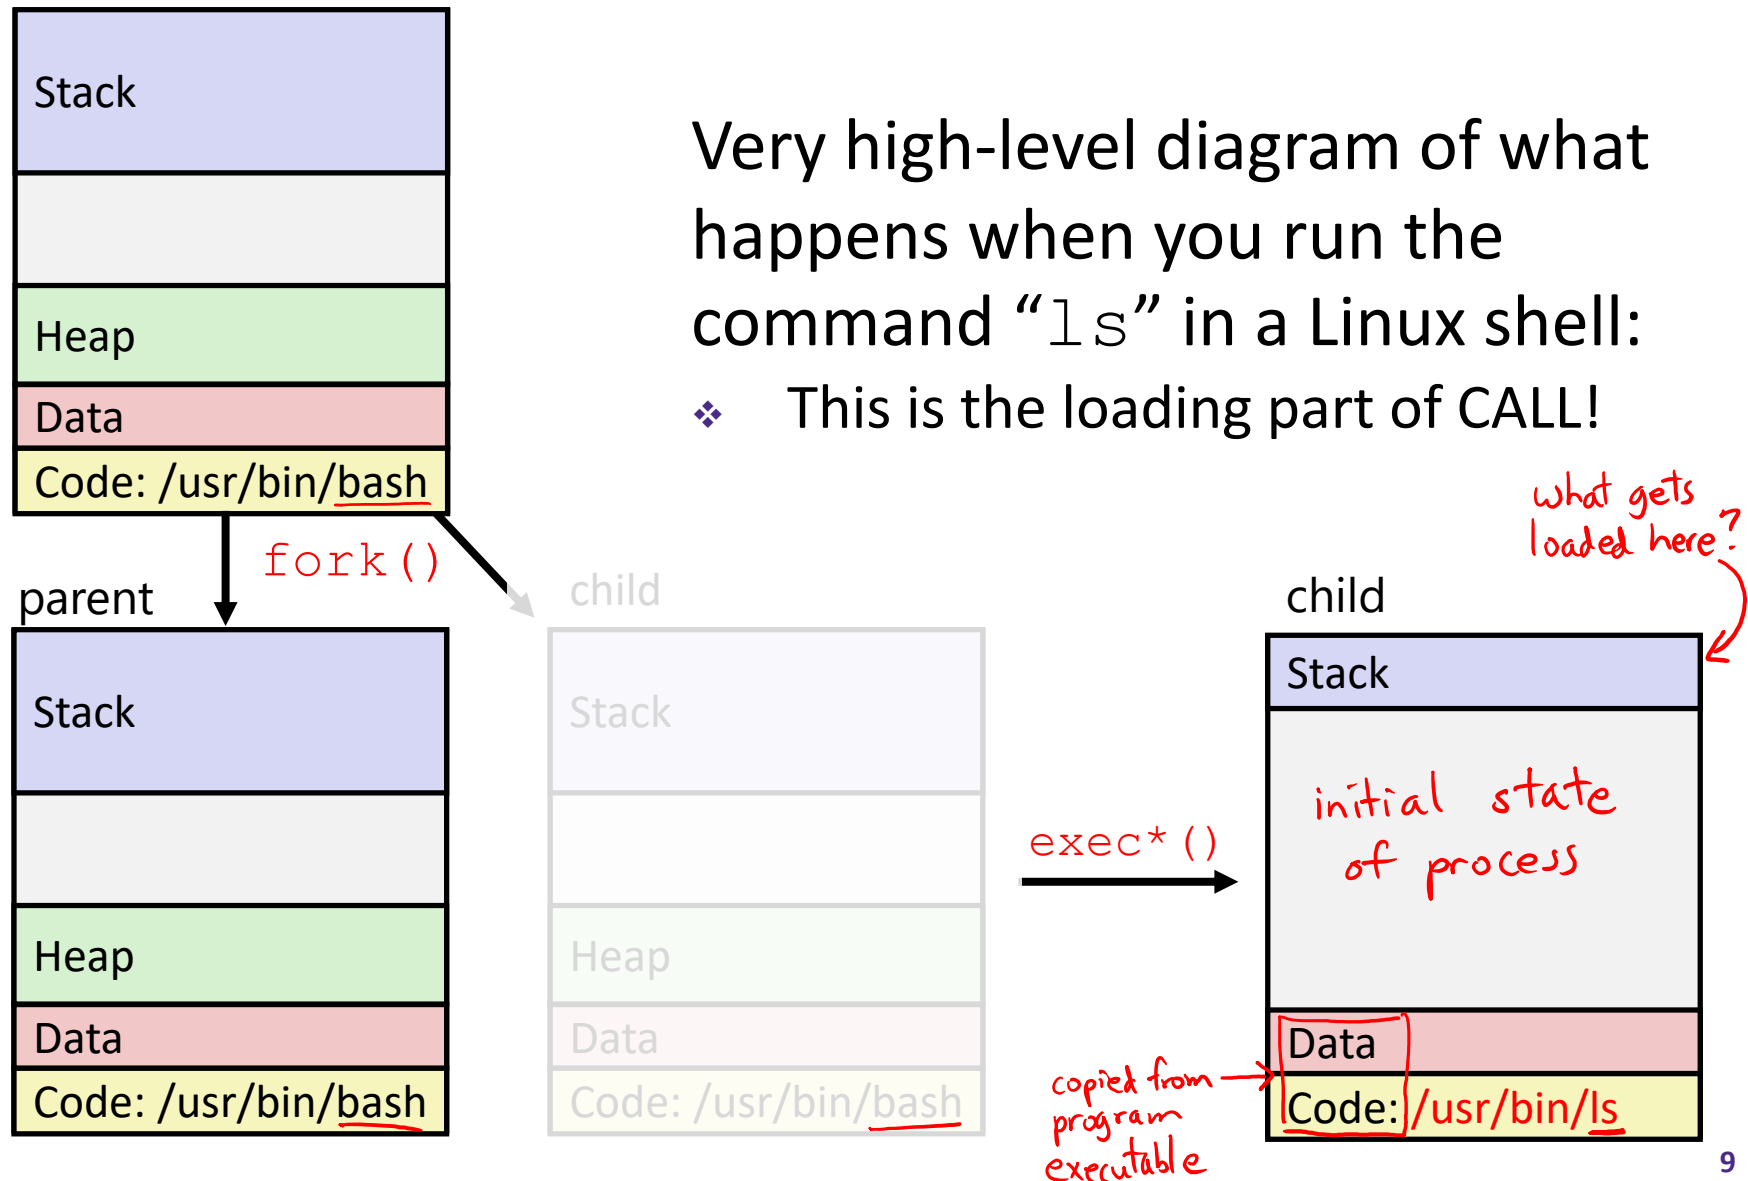 Stack
Heap
Data
Code: /usr/bin/bash
Very high-level diagram of what
happens when you run the
command “ls” in a Linux shell:
❖ This is the loading part of CALL!
fork()
parent
Stack
Heap
Data
Code: /usr/bin/bash
child
Stack
Heap
Data
Code: /usr/bin/bash
exec*()
what gets
loaded here?
child
Stack
initial state
of process
Data
Code: /usr/bin/ls
copied from
program
executable
9